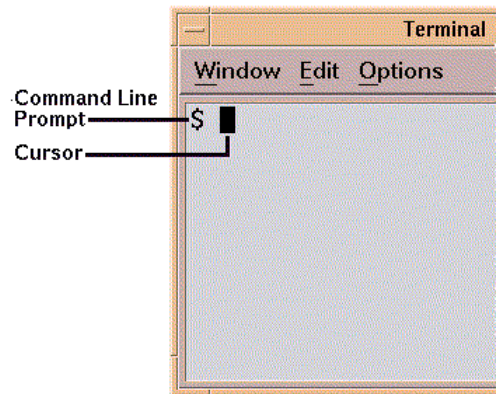 Terminal
Window Edit Options
Command Line
Prompt
$
Cursor